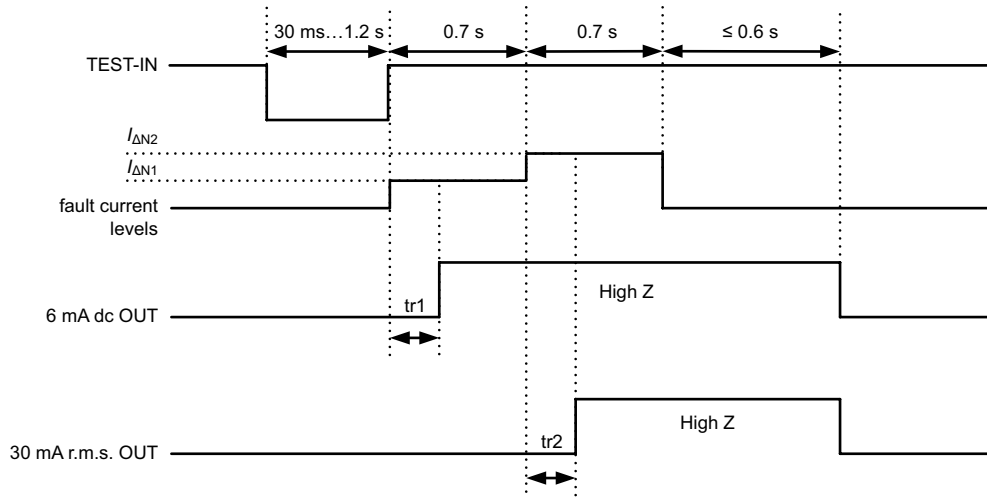 30 ms…1.2 s
0.7 s
0.7 s
≤ 0.6 s
TEST-IN
IΔN2
IΔN1
fault current
levels
High Z
tr1
6 mA dc OUT
High Z
tr2
30 mA r.m.s. OUT